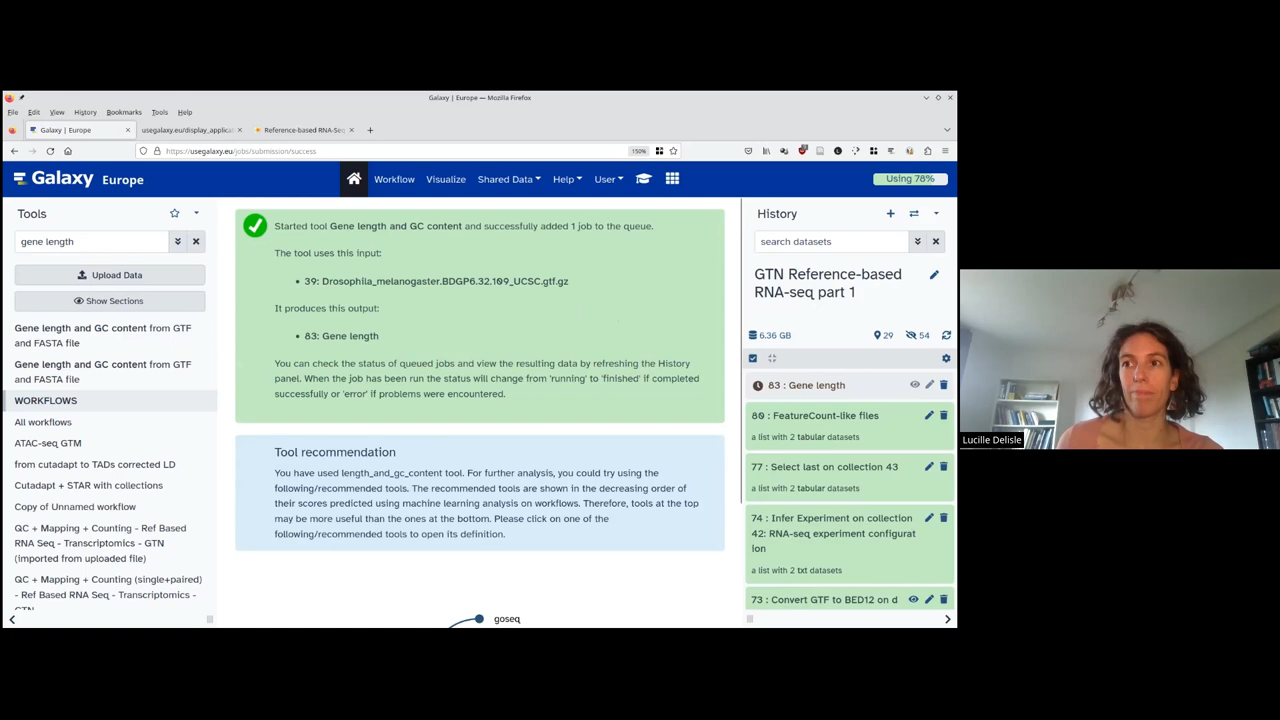 Galaxy | Europe — Mozilla Firefox
File Edit View History Bookmarks Tools Help
Galaxy | Europe
usegalaxy.eu/display_applicat
Reference-based RNA-Seq
https://usegalaxy.eu/jobs/submission/success
150%
Galaxy Europe
Workflow Visualize Shared Data Help User
Using 78%
Tools
gene length
Upload Data
Show Sections
Gene length and GC content from GTF
and FASTA file
Gene length and GC content from GTF
and FASTA file
WORKFLOWS
All workflows
ATAC-seq GTM
from cutadapt to TADs corrected LD
Cutadapt + STAR with collections
Copy of Unnamed workflow
QC + Mapping + Counting - Ref Based
RNA Seq - Transcriptomics - GTN
(imported from uploaded file)
QC + Mapping + Counting (single+paired)
- Ref Based RNA Seq - Transcriptomics -
GTN
Started tool Gene length and GC content and successfully added 1 job to the queue.
The tool uses this input:
39: Drosophila_melanogaster.BDGP6.32.109_UCSC.gtf.gz
It produces this output:
83: Gene length
You can check the status of queued jobs and view the resulting data by refreshing the History
panel. When the job has been run the status will change from 'running' to 'finished' if completed
successfully or 'error' if problems were encountered.
Tool recommendation
You have used length_and_gc_content tool. For further analysis, you could try using the
following/recommended tools. The recommended tools are shown in the decreasing order of
their scores predicted using machine learning analysis on workflows. Therefore, tools at the top
may be more useful than the ones at the bottom. Please click on one of the
following/recommended tools to open its definition.
goseq
History
search datasets
GTN Reference-based
RNA-seq part 1
6.36 GB
29
54
83 : Gene length
80 : FeatureCount-like files
a list with 2 tabular datasets
77 : Select last on collection 43
a list with 2 tabular datasets
74 : Infer Experiment on collection
42: RNA-seq experiment configurat
ion
a list with 2 txt datasets
73 : Convert GTF to BED12 on d
Lucille Delisle